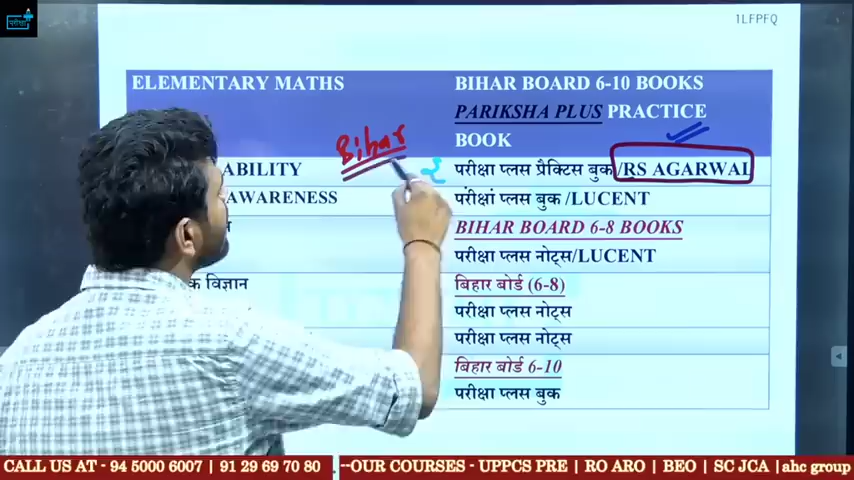 परीक्षा
1LFPFQ
ELEMENTARY MATHS
BIHAR BOARD 6-10 BOOKS
PARIKSHA PLUS PRACTICE
BOOK
Bihar
ABILITY
परीक्षा प्लस प्रैक्टिस बुक/RS AGARWAL
AWARENESS
परीक्षां प्लस बुक /LUCENT
BIHAR BOARD 6-8 BOOKS
परीक्षा प्लस नोट्स/LUCENT
क विज्ञान
बिहार बोर्ड (6-8)
परीक्षा प्लस नोट्स
परीक्षा प्लस नोट्स
बिहार बोर्ड 6-10
परीक्षा प्लस बुक
CALL US AT - 94 5000 6007 | 91 29 69 70 80
--OUR COURSES - UPPCS PRE | RO ARO | BEO | SC JCA |ahc group